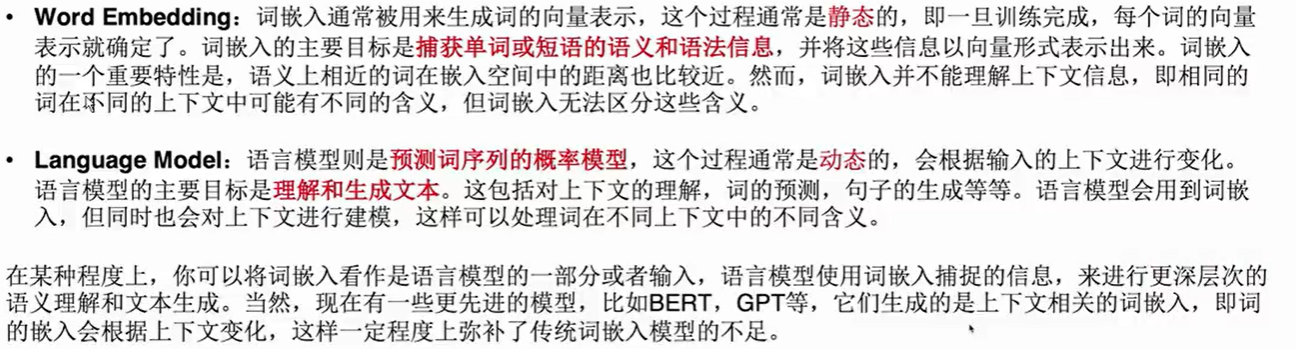 • Word Embedding：词嵌入通常被用来生成词的向量表示，这个过程通常是静态的，即一旦训练完成，每个词的向量
表示就确定了。词嵌入的主要目标是捕获单词或短语的语义和语法信息，并将这些信息以向量形式表示出来。词嵌入
的一个重要特性是，语义上相近的词在嵌入空间中的距离也比较近。然而，词嵌入并不能理解上下文信息，即相同的
词在不同的上下文中可能有不同的含义，但词嵌入无法区分这些含义。
• Language Model：语言模型则是预测词序列的概率模型，这个过程通常是动态的，会根据输入的上下文进行变化。
语言模型的主要目标是理解和生成文本。这包括对上下文的理解，词的预测，句子的生成等等。语言模型会用到词嵌
入，但同时也会对上下文进行建模，这样可以处理词在不同上下文中的不同含义。
在某种程度上，你可以将词嵌入看作是语言模型的一部分或者输入，语言模型使用词嵌入捕捉的信息，来进行更深层次的
语义理解和文本生成。当然，现在有一些更先进的模型，比如BERT，GPT等，它们生成的是上下文相关的词嵌入，即词
的嵌入会根据上下文变化，这样一定程度上弥补了传统词嵌入模型的不足。